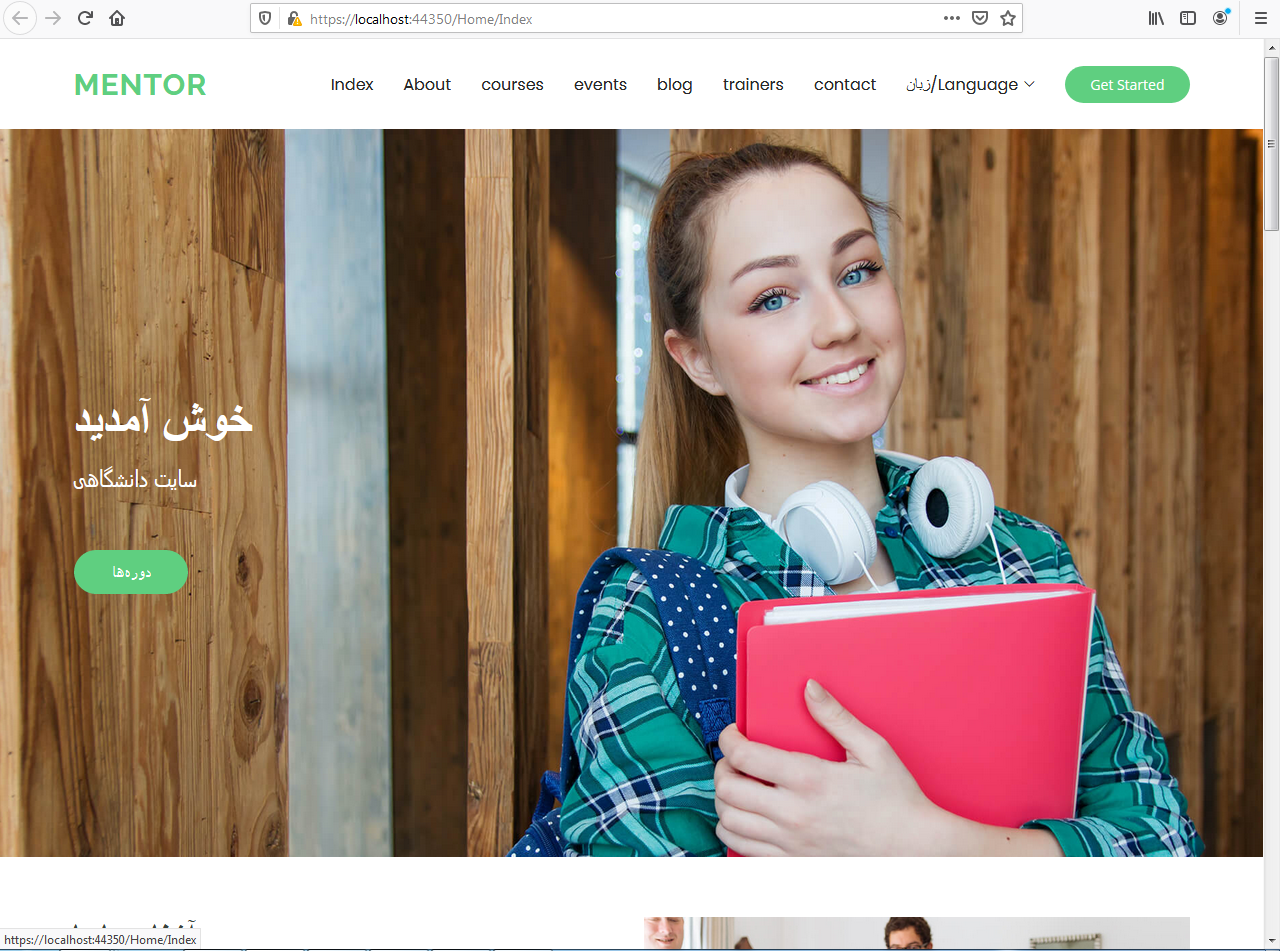 https://localhost:44350/Home/Index
MENTOR
Index About courses events blog trainers contact زبان/Language Get Started
خوش آمدید
سایت دانشگاهی
دوره‌ها
https://localhost:44350/Home/Index